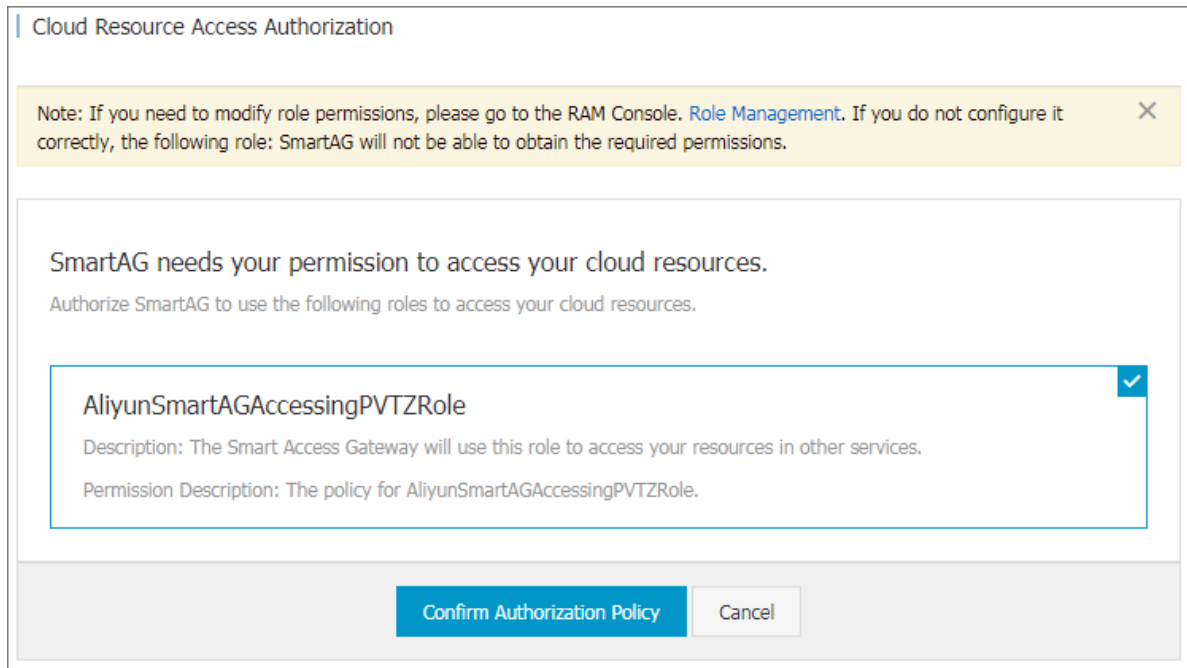 Cloud Resource Access Authorization
Note: If you need to modify role permissions, please go to the RAM Console. Role Management. If you do not configure it
correctly, the following role: SmartAG will not be able to obtain the required permissions.
SmartAG needs your permission to access your cloud resources.
Authorize SmartAG to use the following roles to access your cloud resources.
AliyunSmartAGAccessingPVTZRole
Description: The Smart Access Gateway will use this role to access your resources in other services.
Permission Description: The policy for AliyunSmartAGAccessingPVTZRole.
Confirm Authorization Policy
Cancel